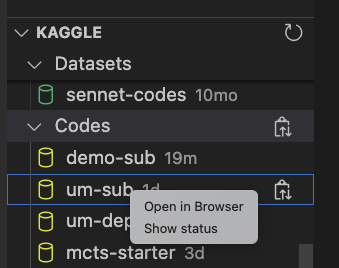 KAGGLE
Datasets
sennet-codes 10mo
Codes
demo-sub 19m
um-sub 1d
Open in Browser
um-dep
Show status
mcts-starter 3d